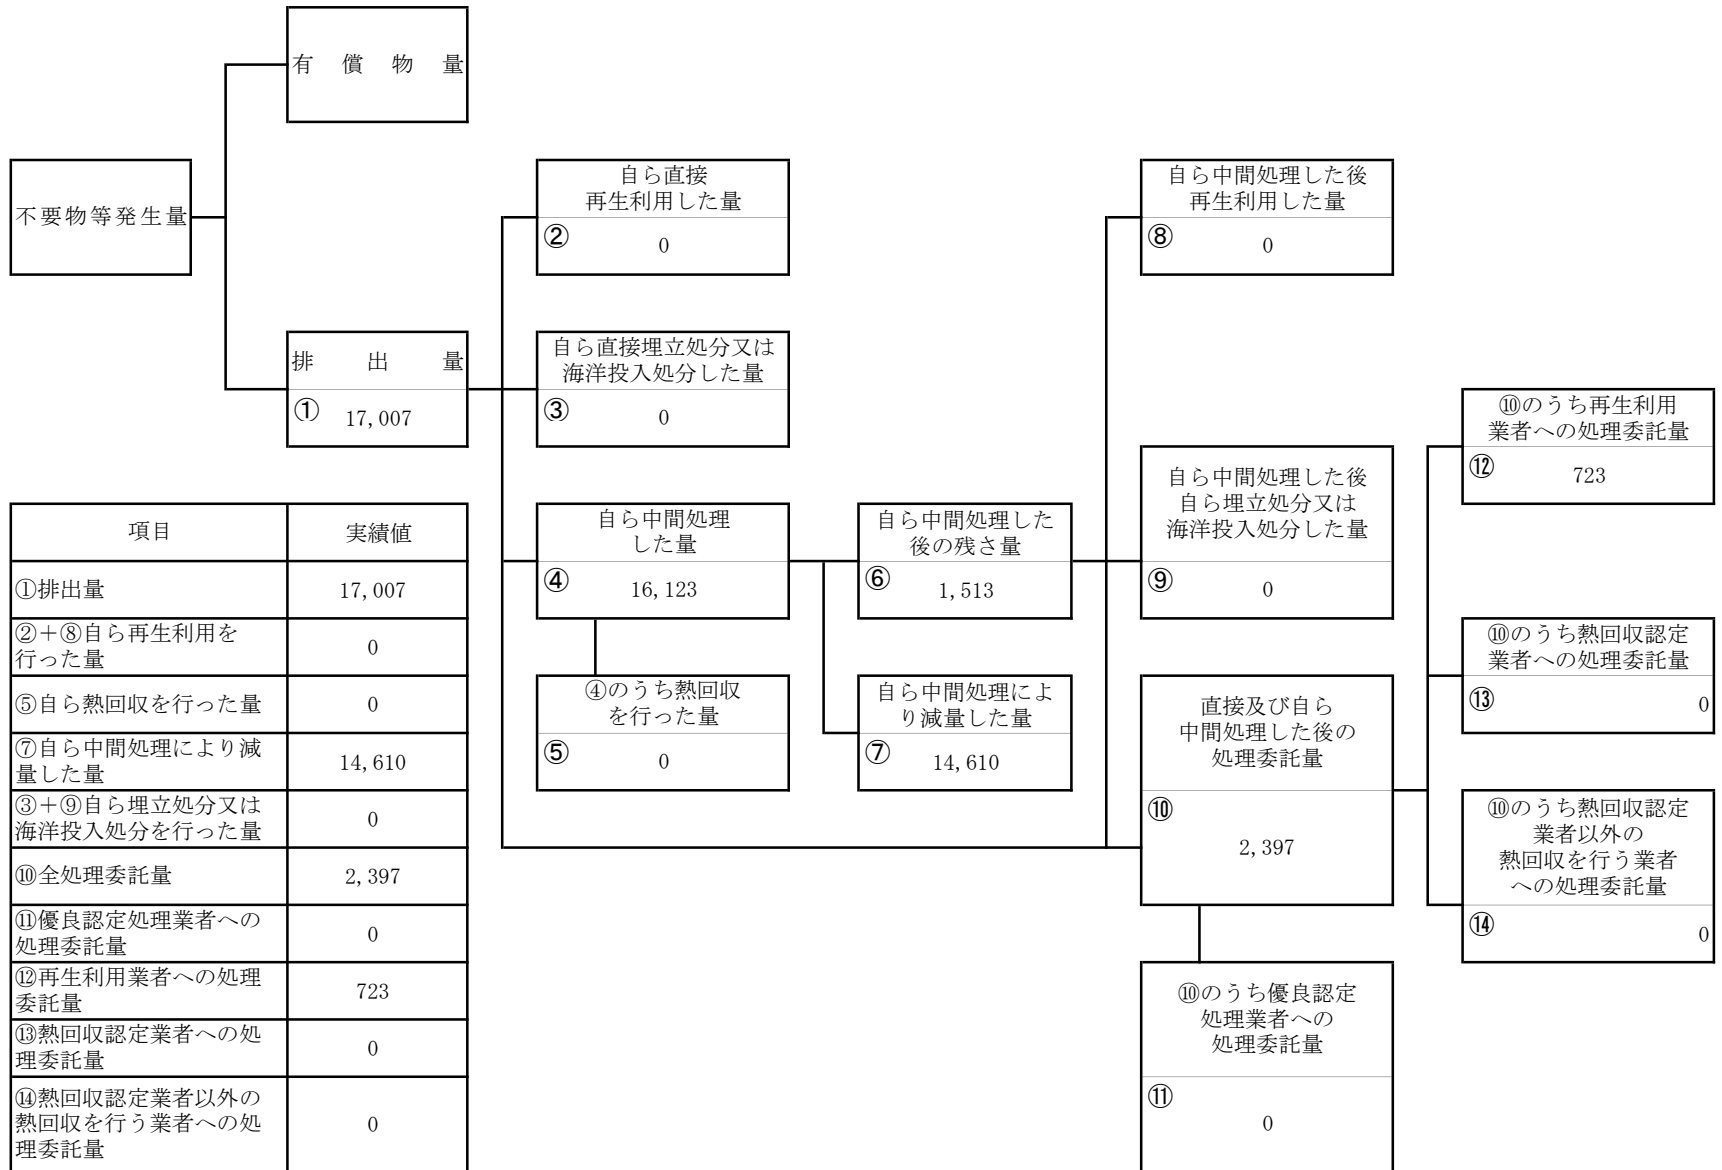 有償物量
不要物等発生量
排出量
① 17,007
自ら直接
再生利用した量
② 0
自ら直接埋立処分又は
海洋投入処分した量
③ 0
自ら中間処理
した量
④ 16,123
④のうち熱回収
を行った量
⑤ 0
自ら中間処理した
後の残さ量
⑥ 1,513
自ら中間処理によ
り減量した量
⑦ 14,610
自ら中間処理した後
再生利用した量
⑧ 0
自ら中間処理した後
自ら埋立処分又は
海洋投入処分した量
⑨ 0
直接及び自ら
中間処理した後の
処理委託量
⑩
2,397
⑩のうち優良認定
処理業者への
処理委託量
⑪
0
⑩のうち再生利用
業者への処理委託量
⑫ 723
⑩のうち熱回収認定
業者への処理委託量
⑬ 0
⑩のうち熱回収認定
業者以外の
熱回収を行う業者
への処理委託量
⑭ 0
項目 実績値
①排出量 17,007
②+⑧自ら再生利用を
行った量
0
⑤自ら熱回収を行った量 0
⑦自ら中間処理により減
量した量
14,610
③+⑨自ら埋立処分又は
海洋投入処分を行った量
0
⑩全処理委託量 2,397
⑪優良認定処理業者への
処理委託量
0
⑫再生利用業者への処理
委託量
723
⑬熱回収認定業者への処
理委託量
0
⑭熱回収認定業者以外の
熱回収を行う業者への処
理委託量
0